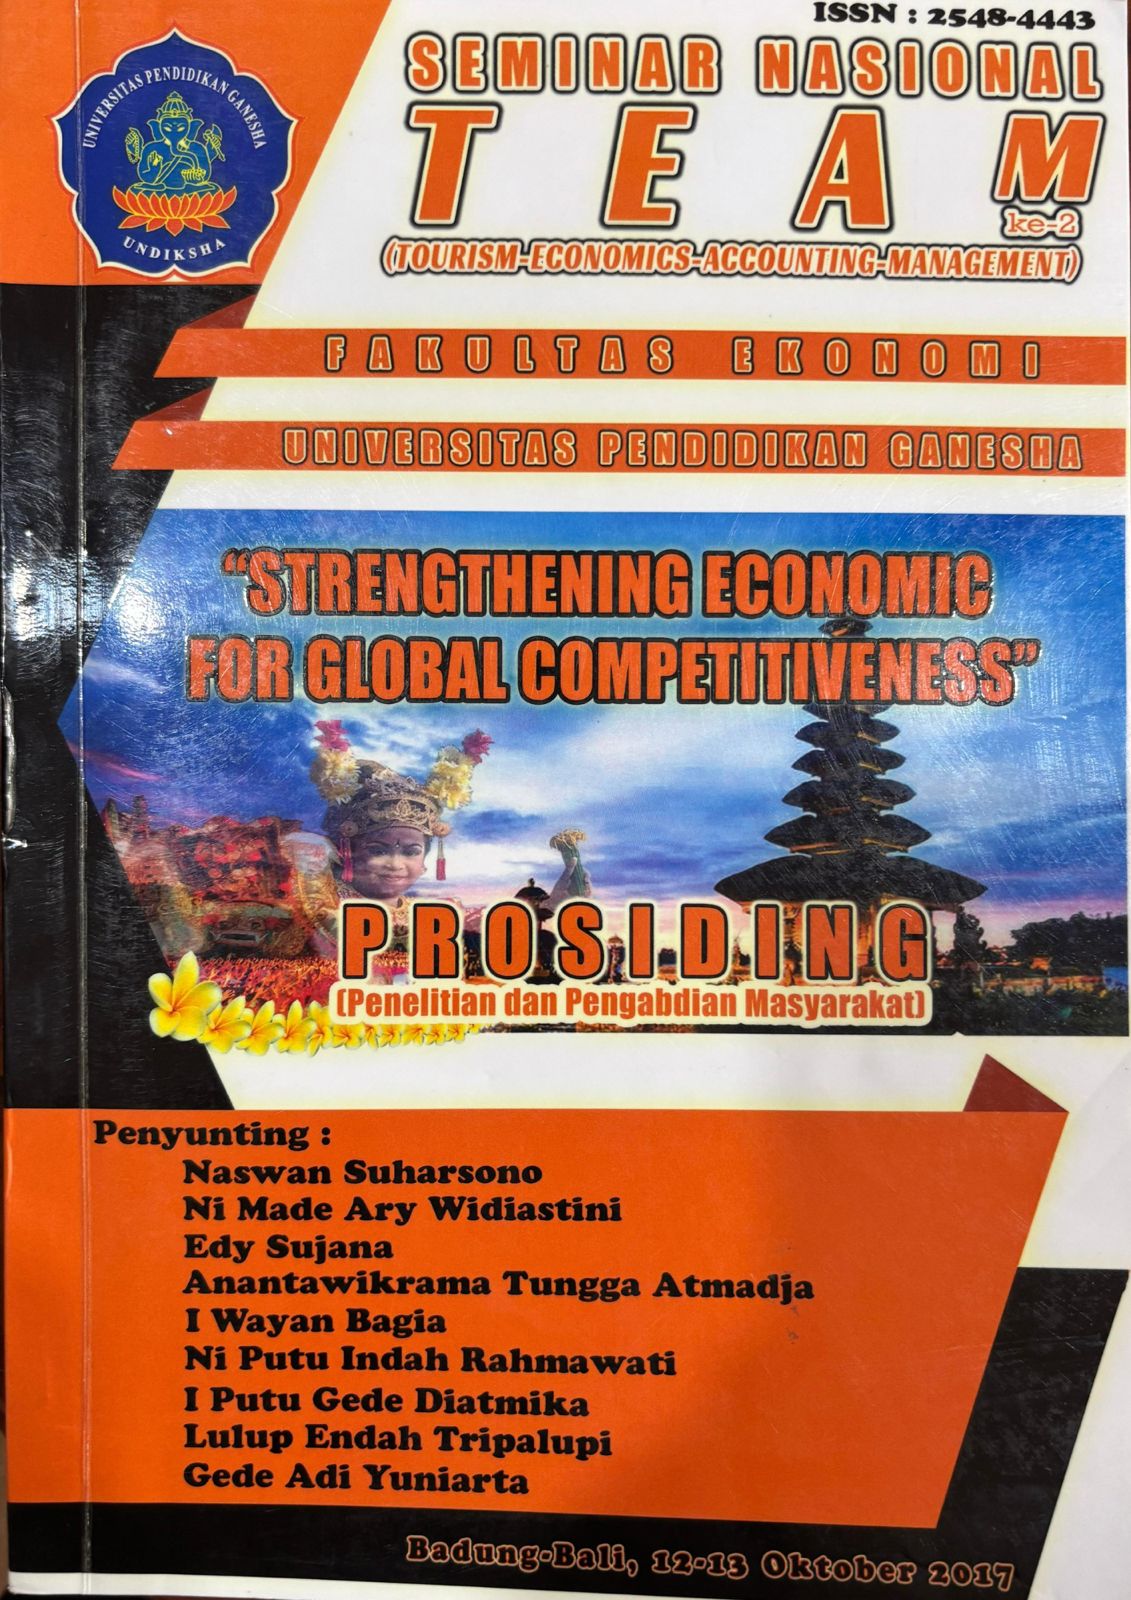 ISSN : 2548-4443
UNIVERSITAS PENDIDIKAN GANESHA
UNDIKSHA
SEMINAR NASIONAL
TEAM
ke-2
(TOURISM-ECONOMICS-ACCOUNTING-MANAGEMENT)
FAKULTAS EKONOMI
UNIVERSITAS PENDIDIKAN GANESHA
“STRENGTHENING ECONOMIC
FOR GLOBAL COMPETITIVENESS”
PROSIDING
(Penelitian dan Pengabdian Masyarakat)
Penyunting :
Naswan Suharsono
Ni Made Ary Widiastini
Edy Sujana
Anantawikrama Tungga Atmadja
I Wayan Bagia
Ni Putu Indah Rahmawati
I Putu Gede Diatmika
Lulup Endah Tripalupi
Gede Adi Yuniarta
Badung-Bali, 12-13 Oktober 2017